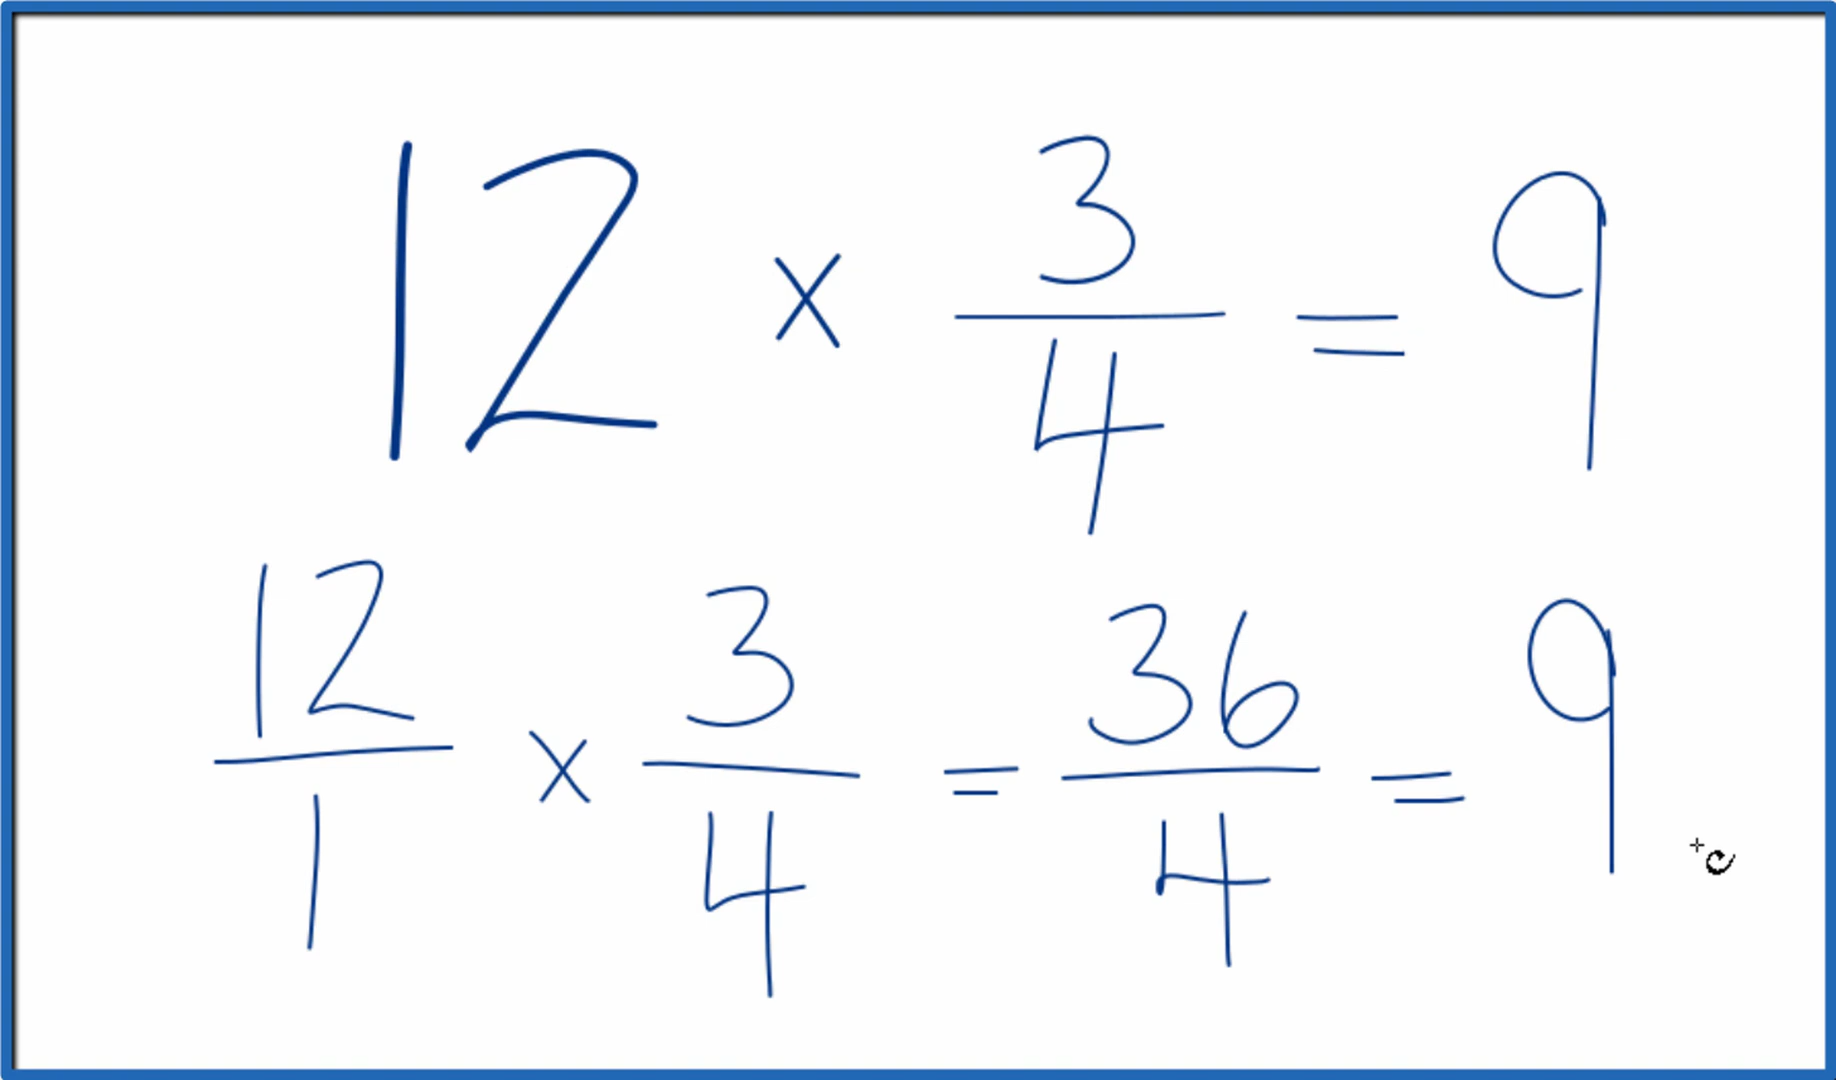 12 × 3/4 = 9
12/1 × 3/4 = 36/4 = 9